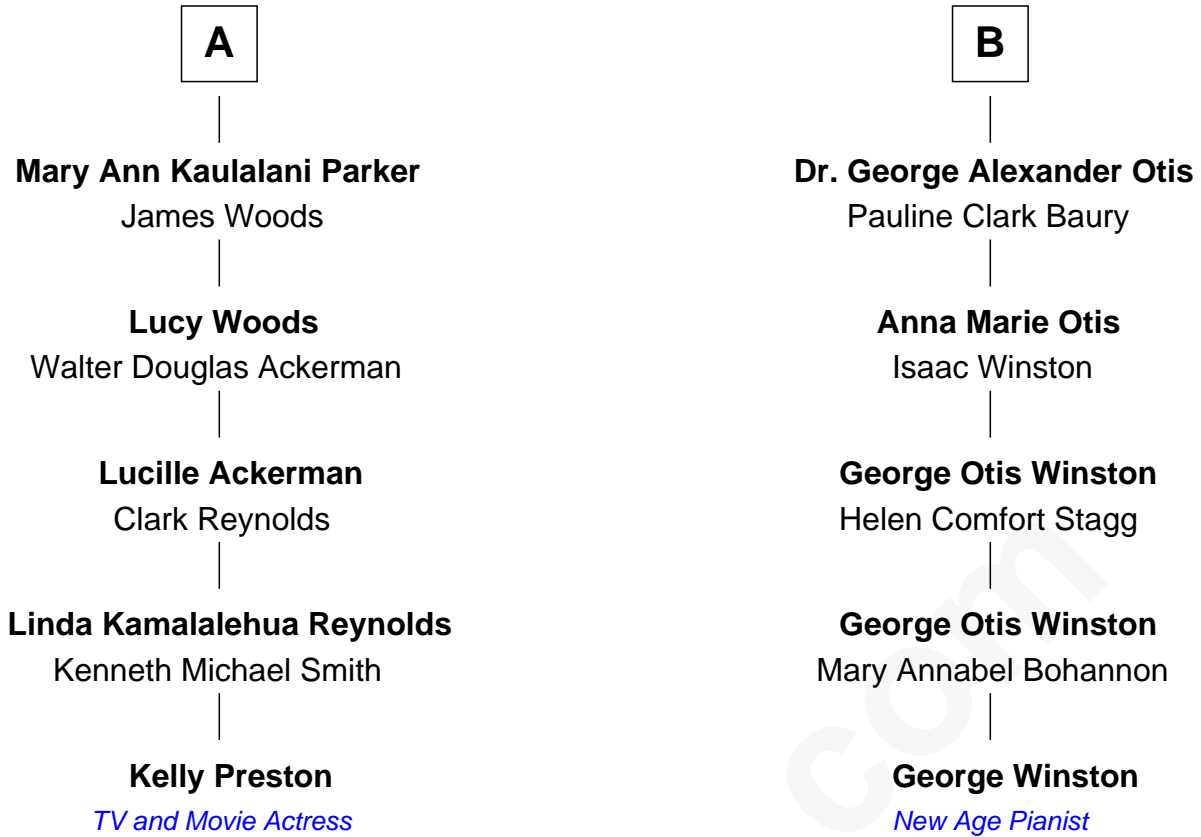 A
Mary Ann Kaulalani Parker
James Woods
Lucy Woods
Walter Douglas Ackerman
Lucille Ackerman
Clark Reynolds
Linda Kamalalehua Reynolds
Kenneth Michael Smith
Kelly Preston
TV and Movie Actress
B
Dr. George Alexander Otis
Pauline Clark Baury
Anna Marie Otis
Isaac Winston
George Otis Winston
Helen Comfort Stagg
George Otis Winston
Mary Annabel Bohannon
George Winston
New Age Pianist
com